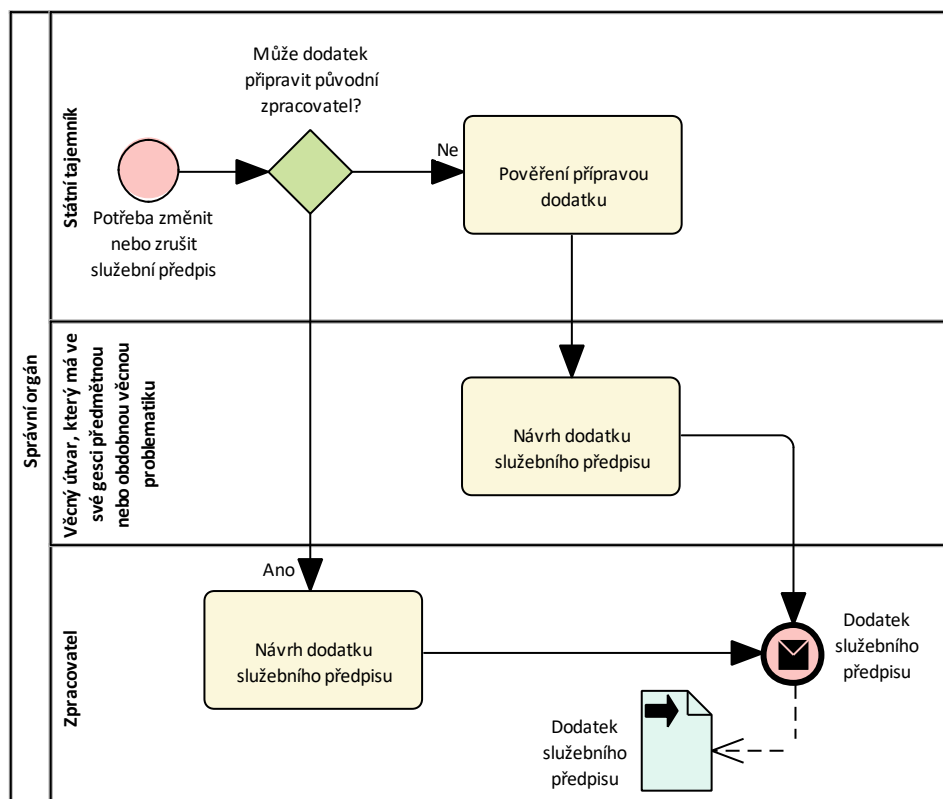 Správní orgán
Státní tajemník
Může dodatek
připravit původní
zpracovatel?
Ne
Pověření přípravou
dodatku
Potřeba změnit
nebo zrušit
služební předpis
Věcný útvar, který má ve
své gesci předmětnou
nebo obdobnou věcnou
problematiku
Návrh dodatku
služebního předpisu
Zpracovatel
Ano
Návrh dodatku
služebního předpisu
Dodatek
služebního
předpisu
Dodatek
služebního
předpisu